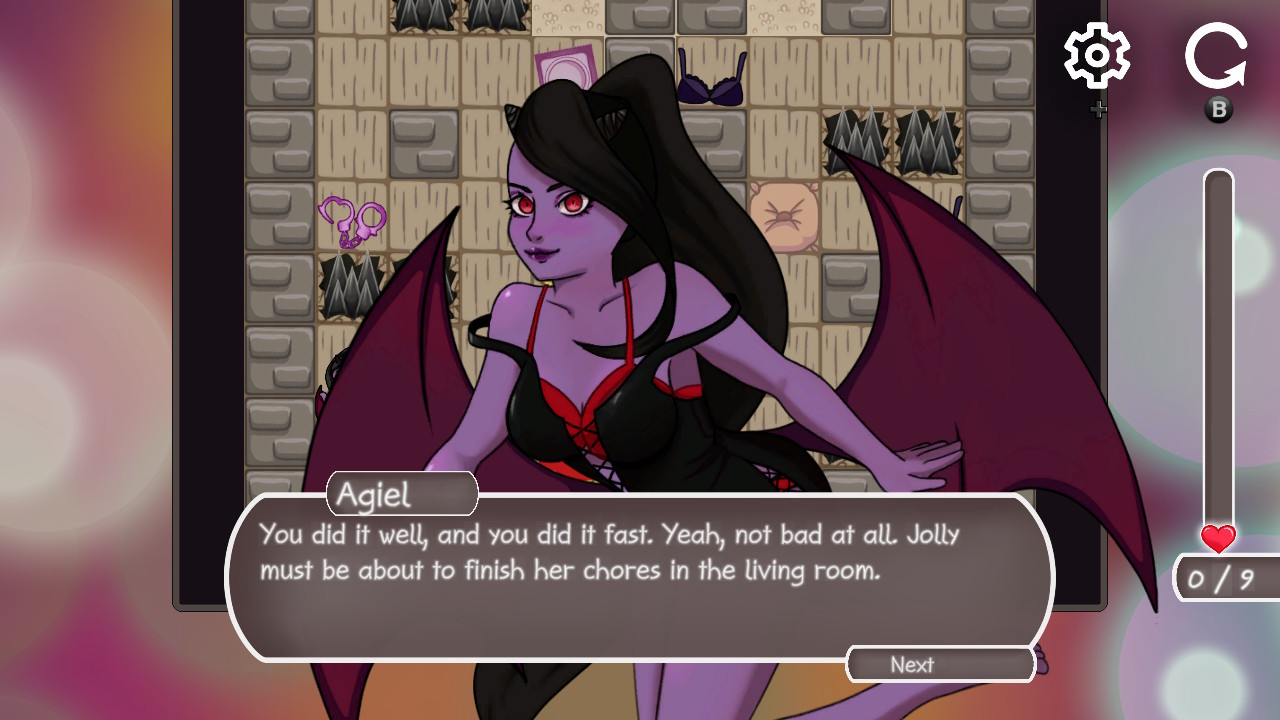 B
Agiel
You did it well, and you did it fast. Yeah, not bad at all. Jolly
must be about to finish her chores in the living room.
0 / 9
Next